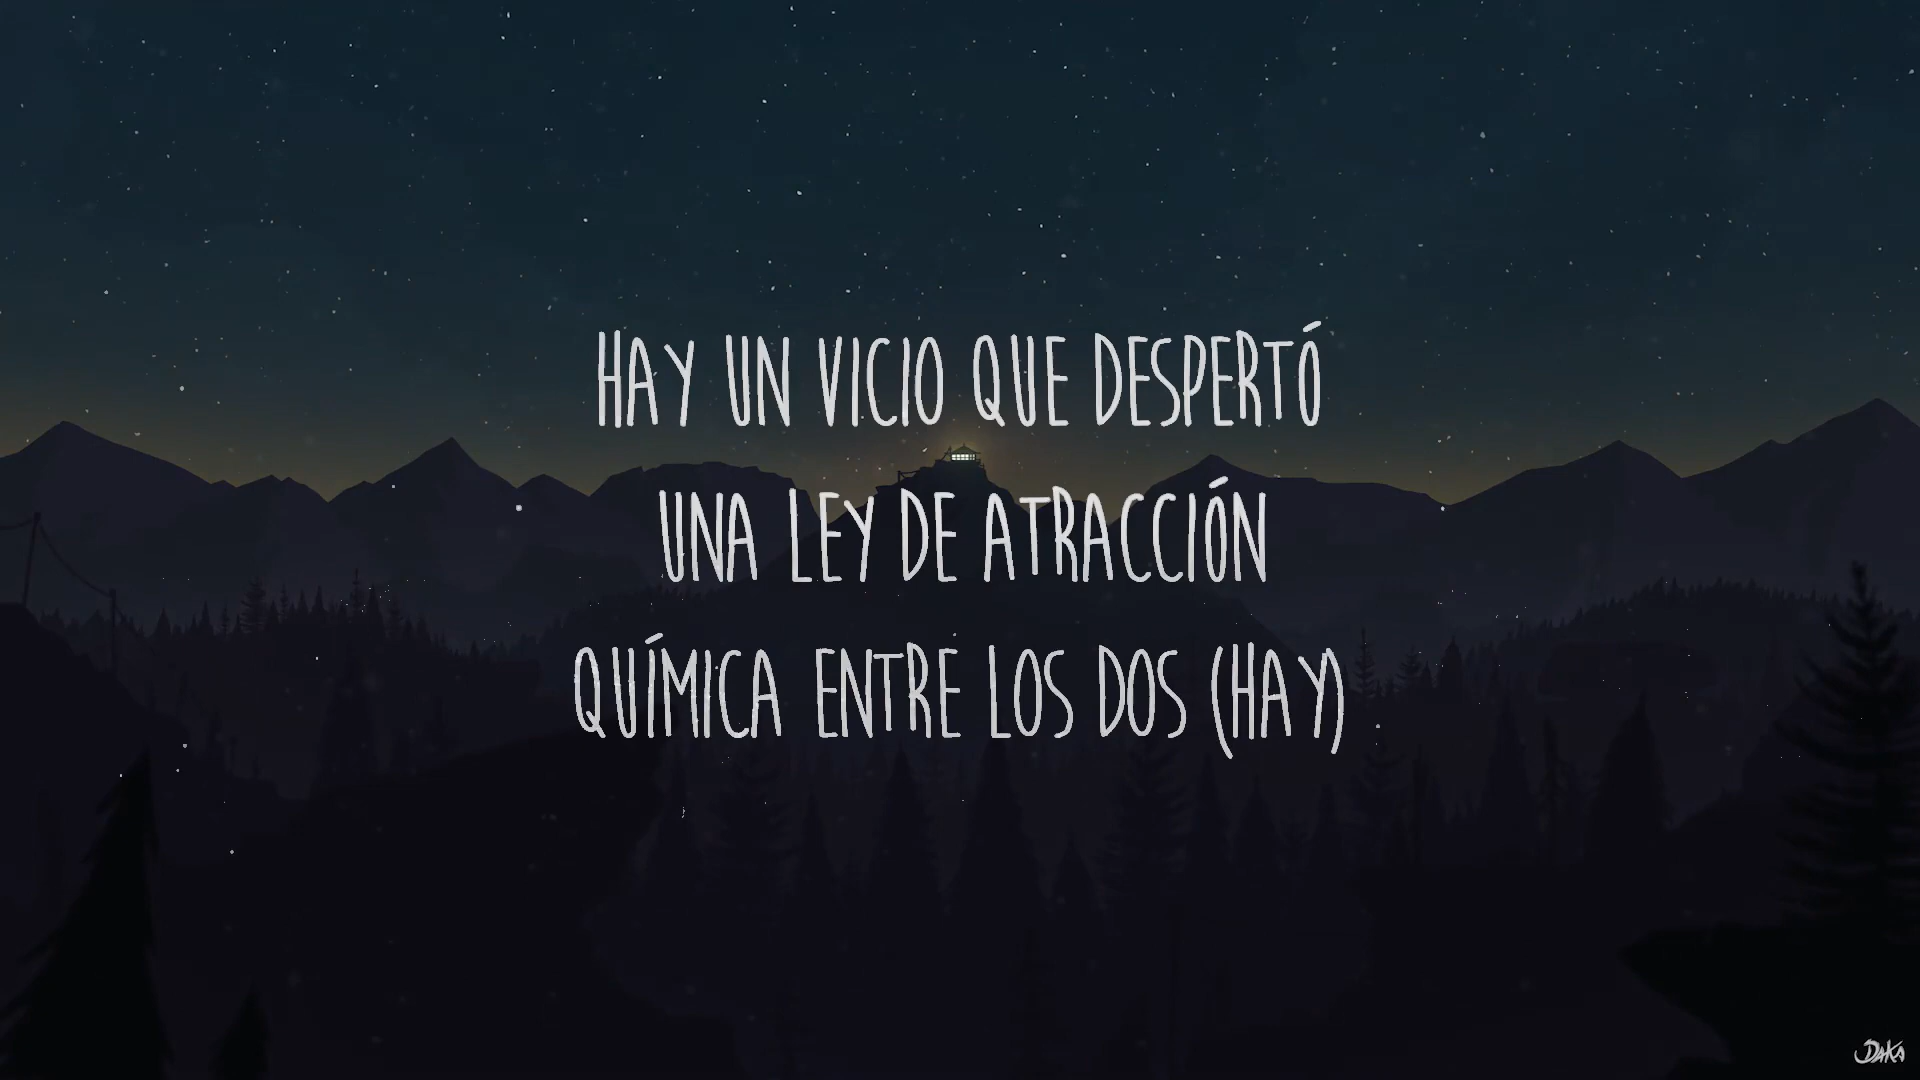 HAY UN VICIO QUE DESPERTÓ
UNA LEY DE ATRACCIÓN
QUÍMICA ENTRE LOS DOS (HAY)
DAKA